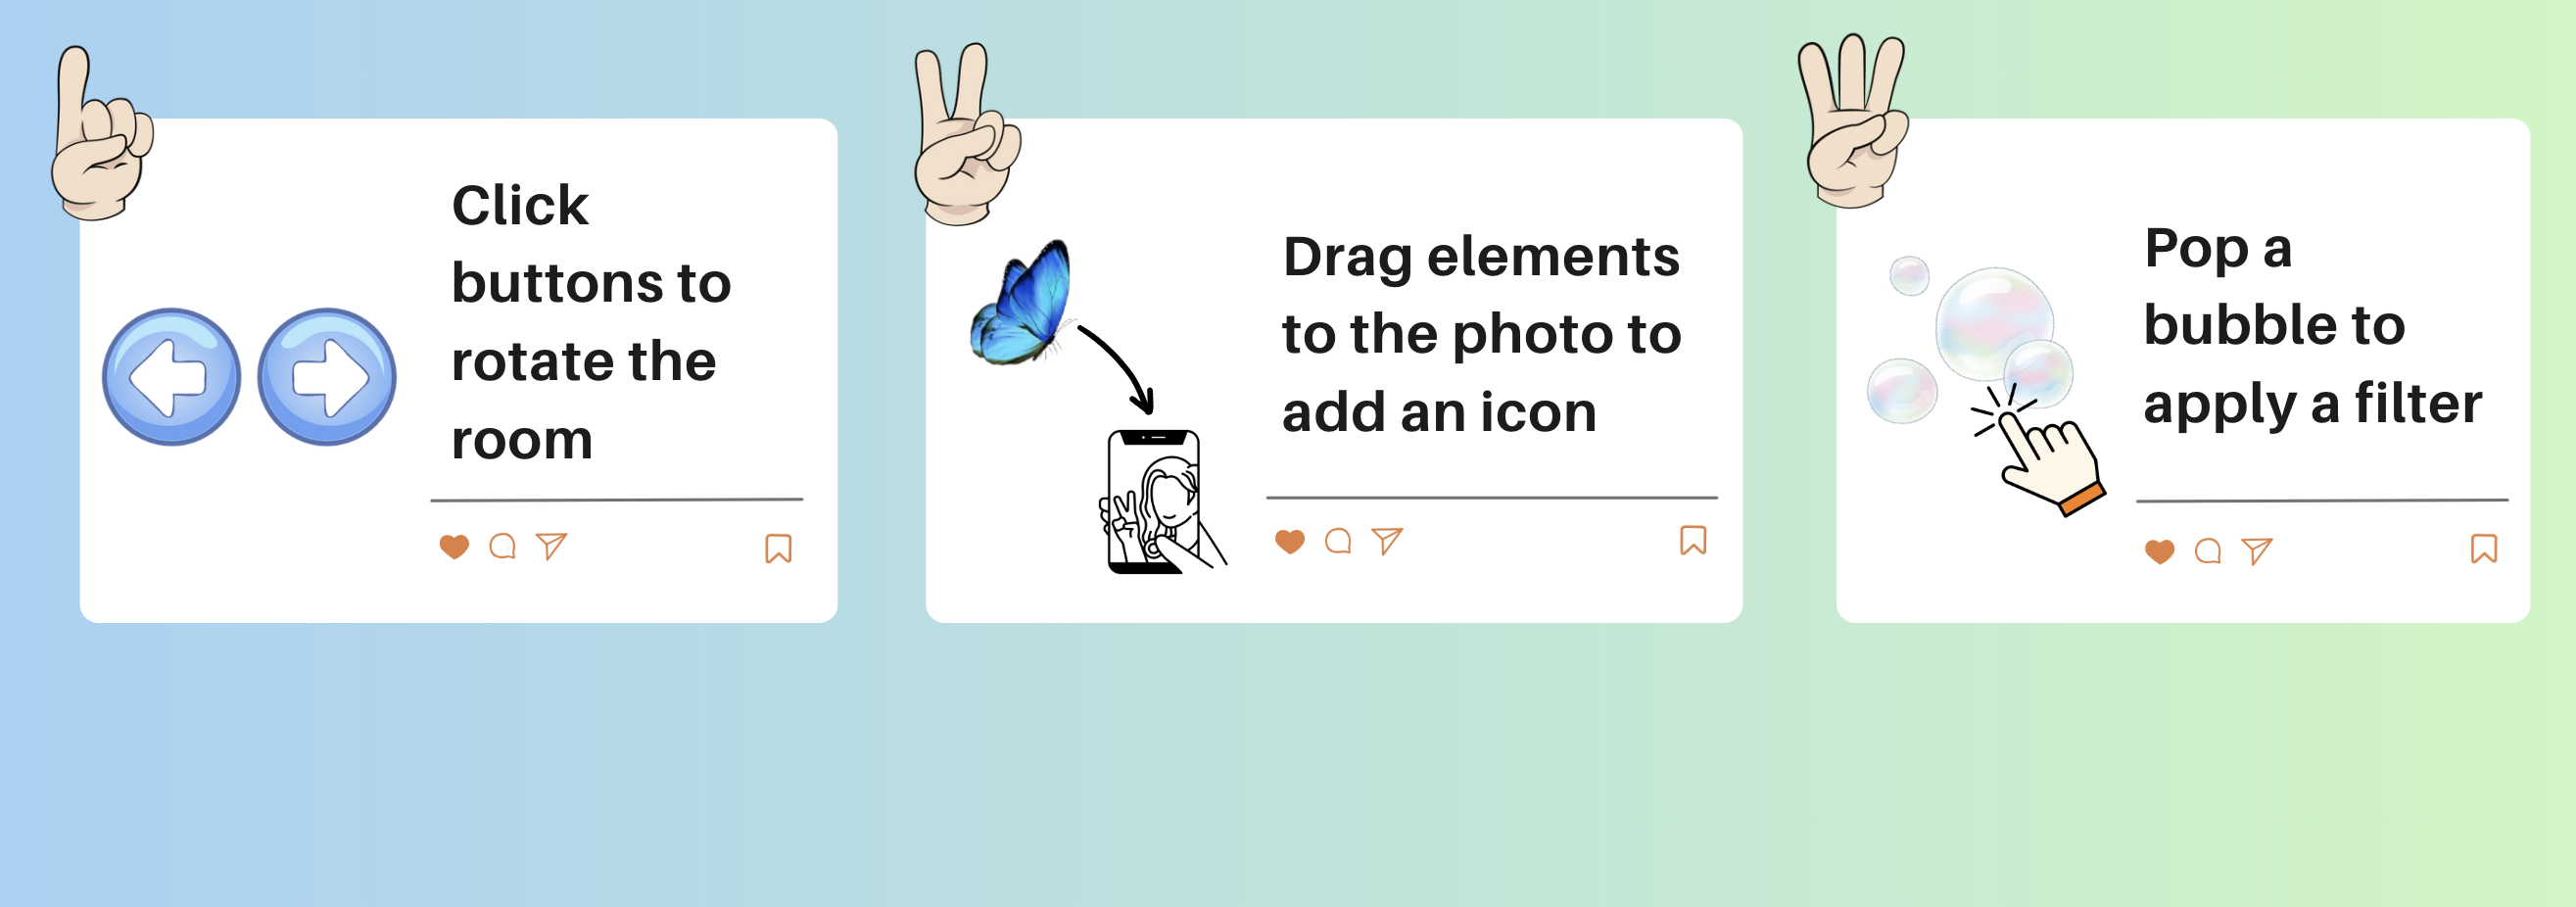 Click
buttons to
rotate the
room
Drag elements
to the photo to
add an icon
Pop a
bubble to
apply a filter